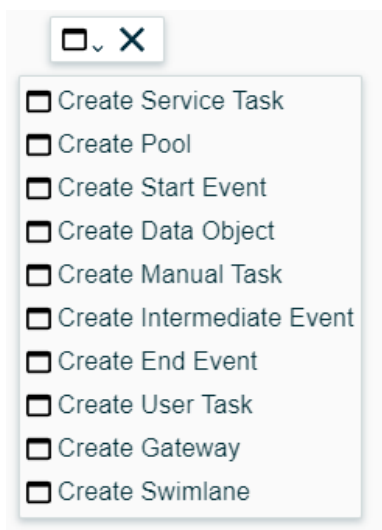 Create Service Task
Create Pool
Create Start Event
Create Data Object
Create Manual Task
Create Intermediate Event
Create End Event
Create User Task
Create Gateway
Create Swimlane